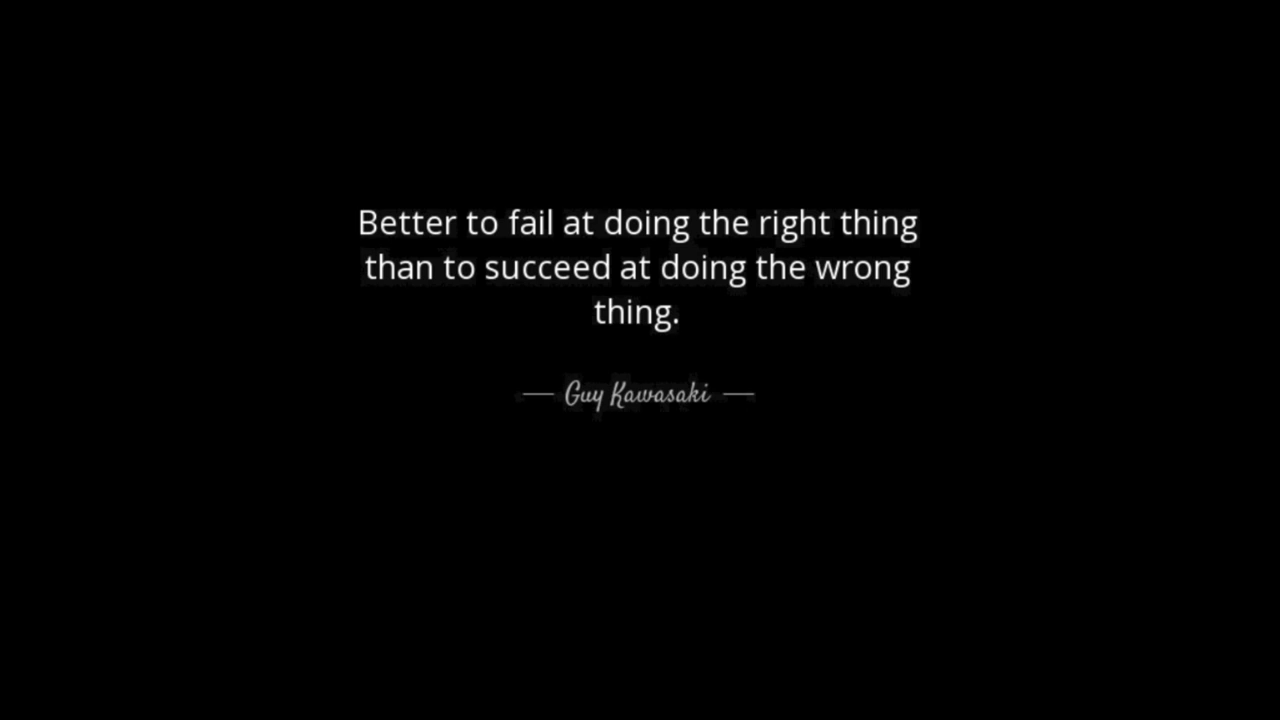 Better to fail at doing the right thing
than to succeed at doing the wrong
thing.
— Guy Kawasaki —